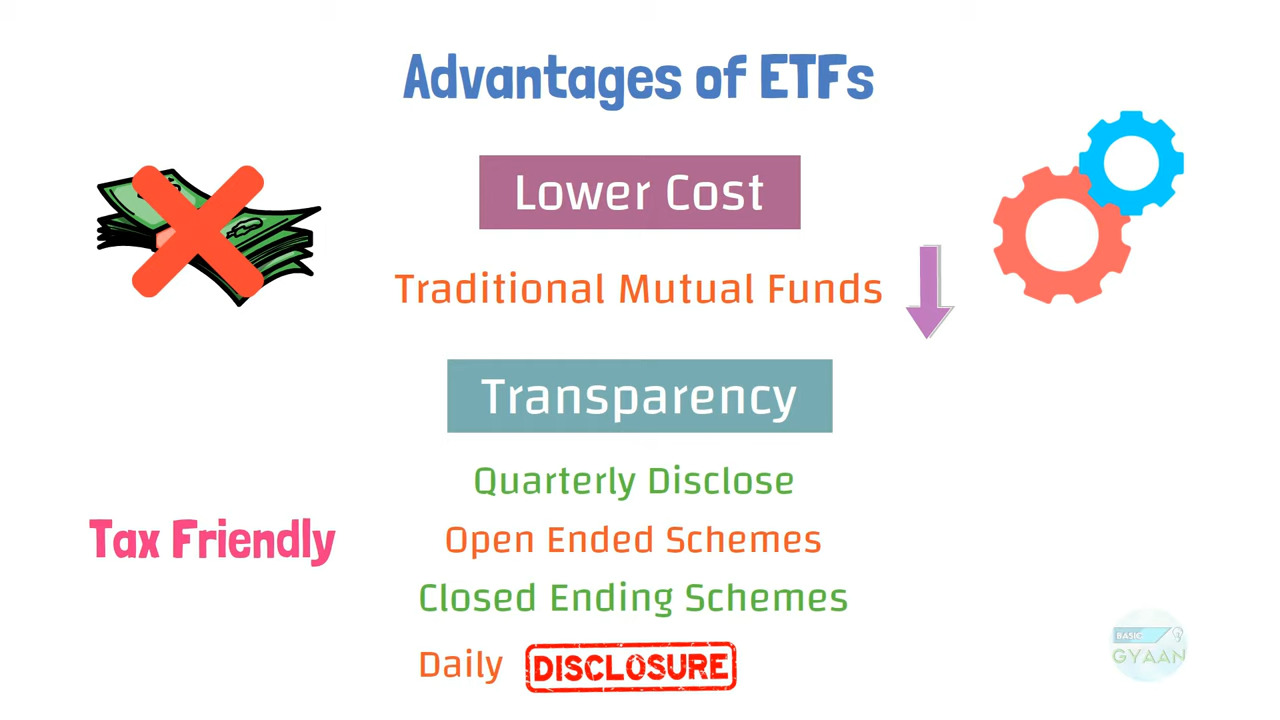 Advantages of ETFs
Lower Cost
Traditional Mutual Funds
Transparency
Quarterly Disclose
Open Ended Schemes
Tax Friendly
Closed Ending Schemes
Daily DISCLOSURE
BASIC
GYAAN